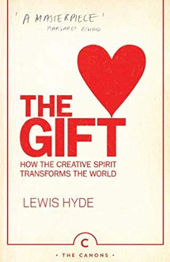 'A MASTERPIECE'
MARGARET ATWOOD
THE
GIFT
HOW THE CREATIVE SPIRIT
TRANSFORMS THE WORLD
LEWIS HYDE
C
• THE CANONS •